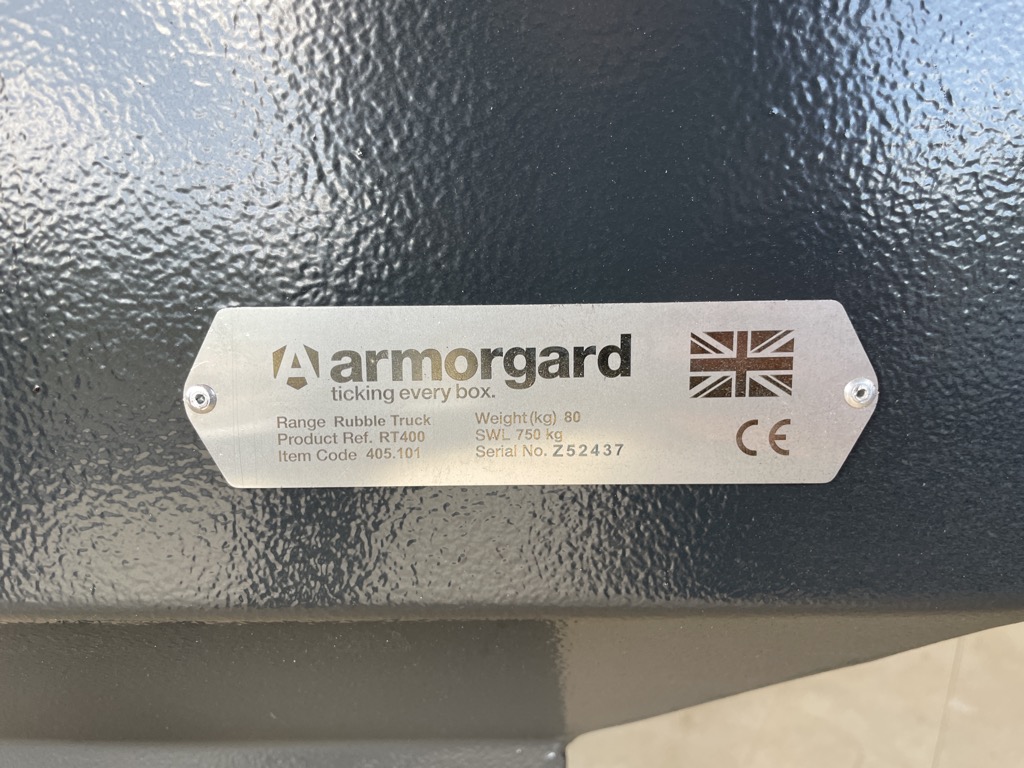 armorgard
ticking every box.
Range Rubble Truck
Product Ref. RT400
Item Code 405.101
Weight(kg) 80
SWL 750 kg
Serial No. Z52437
CE